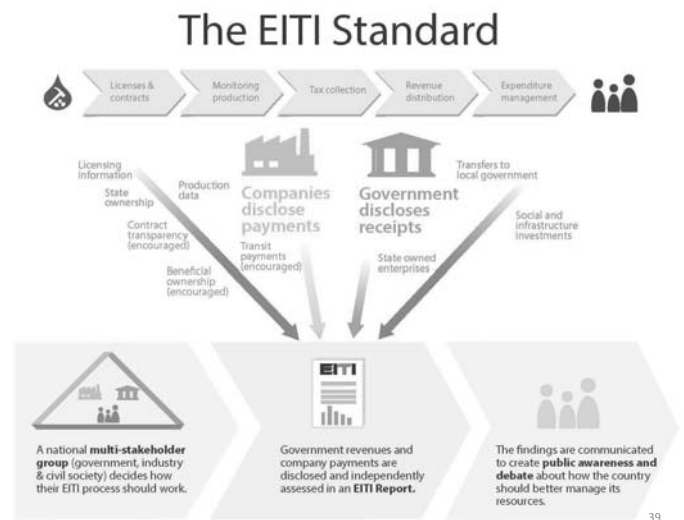 The EITI Standard
Licenses &
contracts
Monitoring
production
Tax collection
Revenue
distribution
Expenditure
management
Licensing
information
State
ownership
Production
data
Contract
transparency
(encouraged)
Beneficial
ownership
(encouraged)
Companies
disclose
payments
Transit
payments
(encouraged)
Government
discloses
receipts
State owned
enterprises
Transfers to
local government
Social and
infrastructure
investments
A national multi-stakeholder
group (government, industry
& civil society) decides how
their EITI process should work.
EITI
Government revenues and
company payments are
disclosed and independently
assessed in an EITI Report.
The findings are communicated
to create public awareness and
debate about how the country
should better manage its
resources.
39